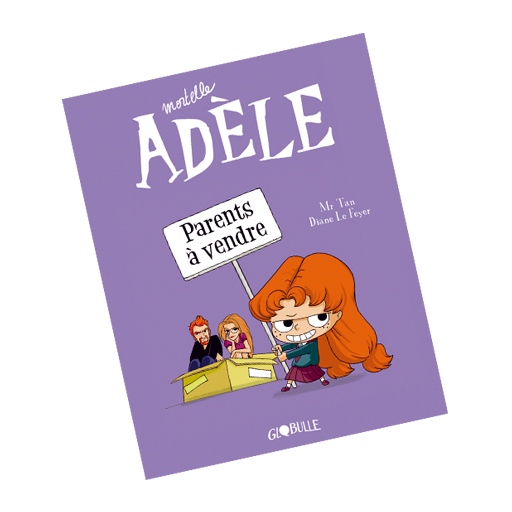 mortelle
ADÈLE
Mr Tan
Diane Le Feyer
Parents
à vendre
GLOBULLE